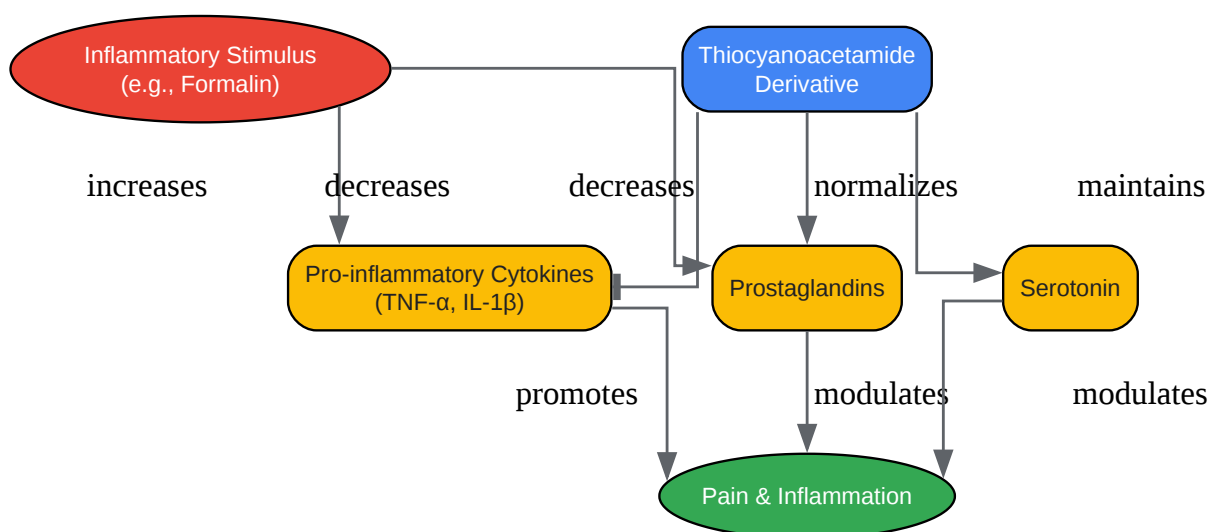 Inflammatory Stimulus
(e.g., Formalin)
Thiocyanoacetamide
Derivative
increases
decreases
decreases
normalizes
maintains
Pro-inflammatory Cytokines
(TNF-α, IL-1β)
Prostaglandins
Serotonin
promotes
modulates
modulates
Pain & Inflammation